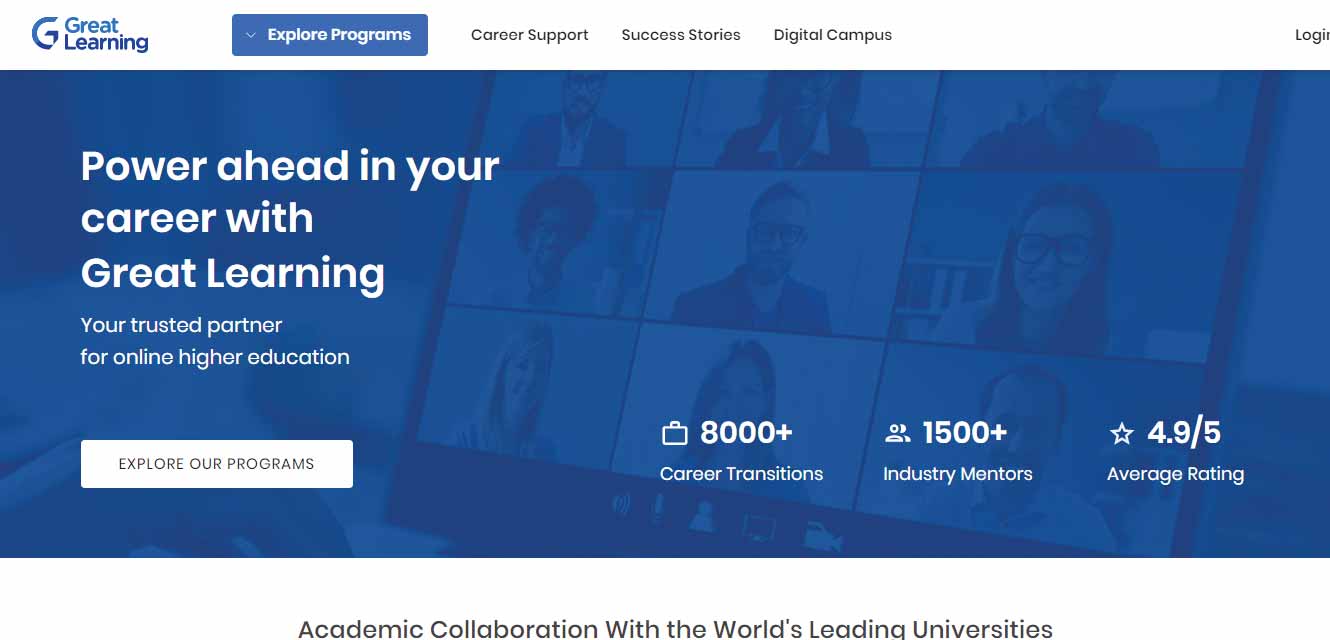 Great
Learning
Explore Programs
Career Support
Success Stories
Digital Campus
Power ahead in your
career with
Great Learning
Your trusted partner
for online higher education
EXPLORE OUR PROGRAMS
8000+
Career Transitions
1500+
Industry Mentors
4.9/5
Average Rating
Academic Collaboration With the World's Leading Universities